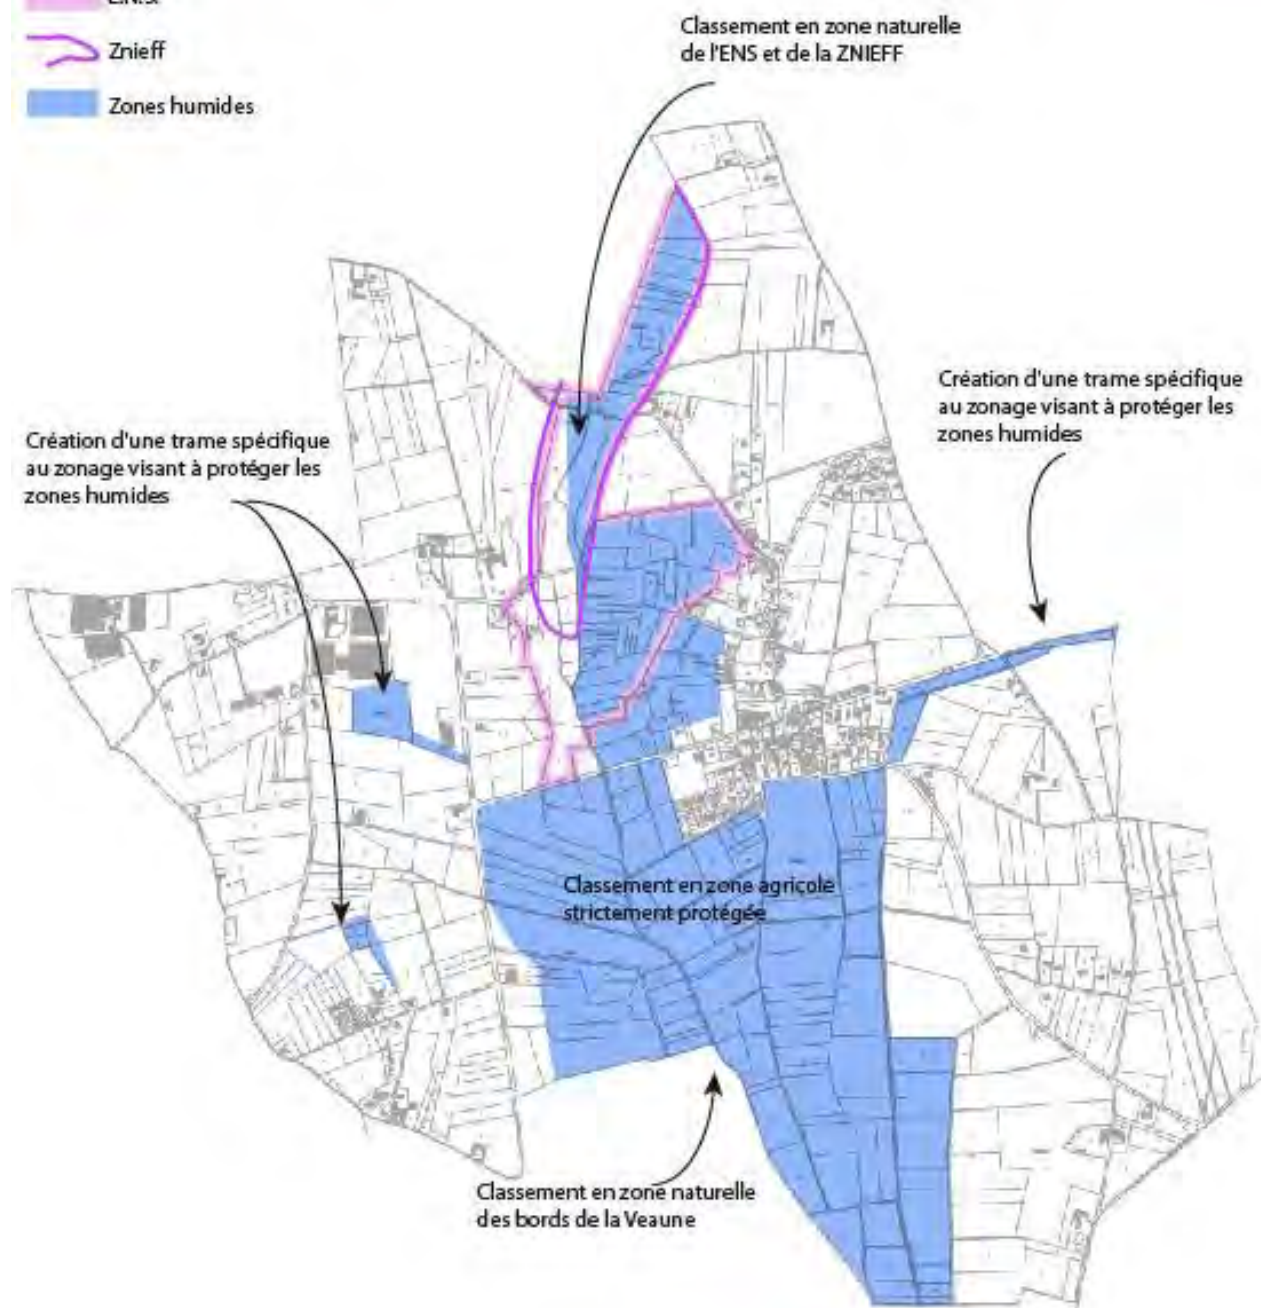 E.N.S.
Znieff
Zones humides
Classement en zone naturelle
de l'ENS et de la ZNIEFF
Création d'une trame spécifique
au zonage visant à protéger les
zones humides
Création d'une trame spécifique
au zonage visant à protéger les
zones humides
Classement en zone agricole
strictement protégée
Classement en zone naturelle
des bords de la Veaune